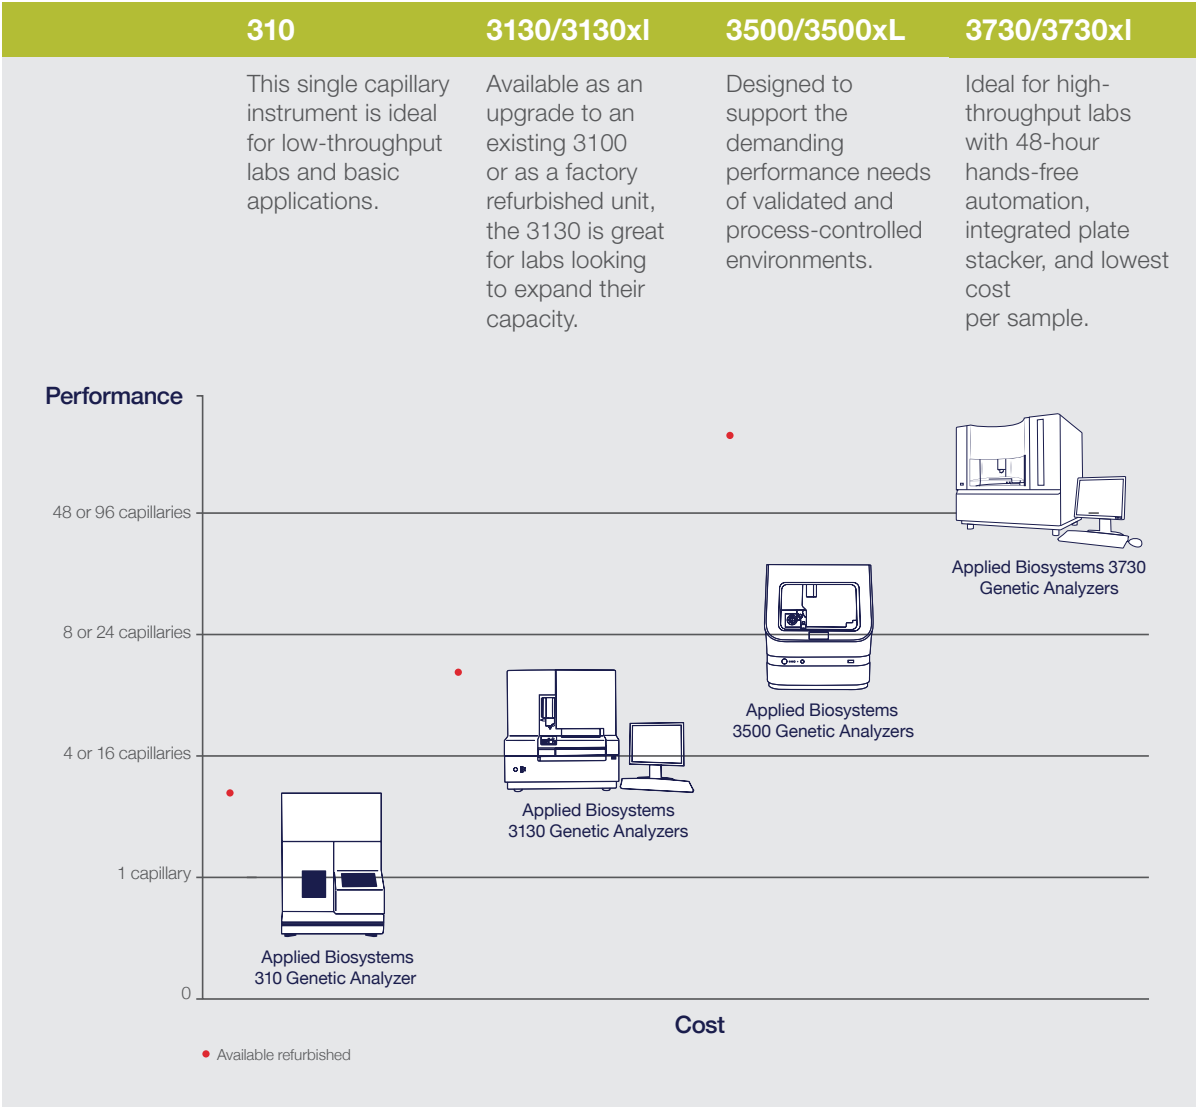 310
3130/3130xl
3500/3500xL
3730/3730xl
This single capillary
instrument is ideal
for low-throughput
labs and basic
applications.
Available as an
upgrade to an
existing 3100
or as a factory
refurbished unit,
the 3130 is great
for labs looking
to expand their
capacity.
Designed to
support the
demanding
performance needs
of validated and
process-controlled
environments.
Ideal for high-
throughput labs
with 48-hour
hands-free
automation,
integrated plate
stacker, and lowest
cost
per sample.
Performance
48 or 96 capillaries
8 or 24 capillaries
4 or 16 capillaries
1 capillary
0
Applied Biosystems 3730
Genetic Analyzers
Applied Biosystems
3500 Genetic Analyzers
Applied Biosystems
3130 Genetic Analyzers
Applied Biosystems
310 Genetic Analyzer
Cost
• Available refurbished